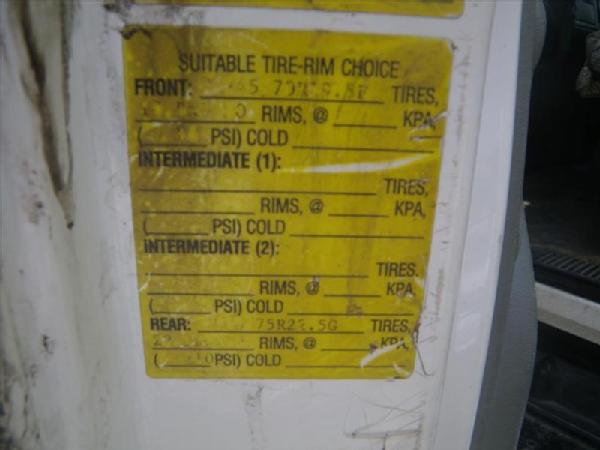 SUITABLE TIRE-RIM CHOICE
FRONT: TIRES,
RIMS, @ KPA,
( PSI) COLD
INTERMEDIATE (1):
TIRES,
RIMS, @ KPA,
( PSI) COLD
INTERMEDIATE (2):
TIRES.
RIMS, @ KPA,
( PSI) COLD
REAR: TIRES,
RIMS, @ KPA,
( PSI) COLD